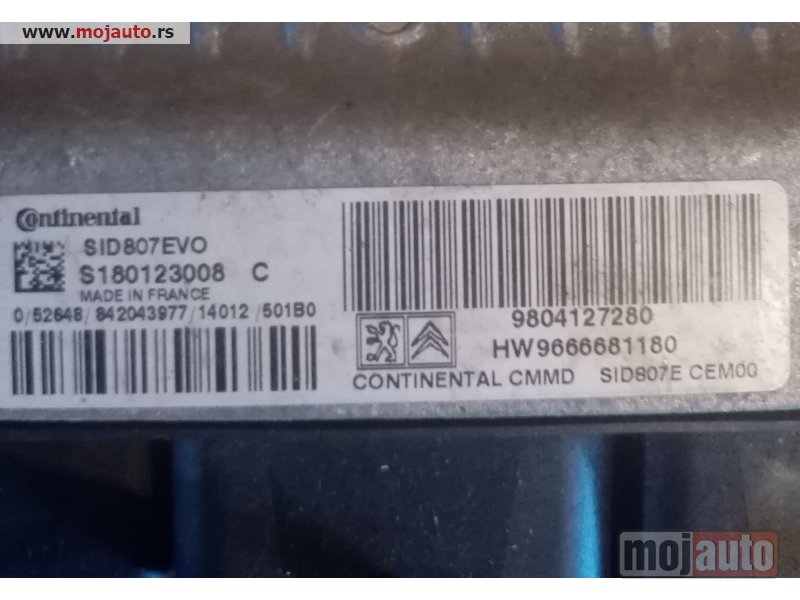 www.mojauto.rs
Continental
SID807EVO
S180123008 C
MADE IN FRANCE
0/52648/842043977/14012/501B0
9804127280
HW9666681180
CONTINENTAL CMMD SID807E CEM00
mojauto